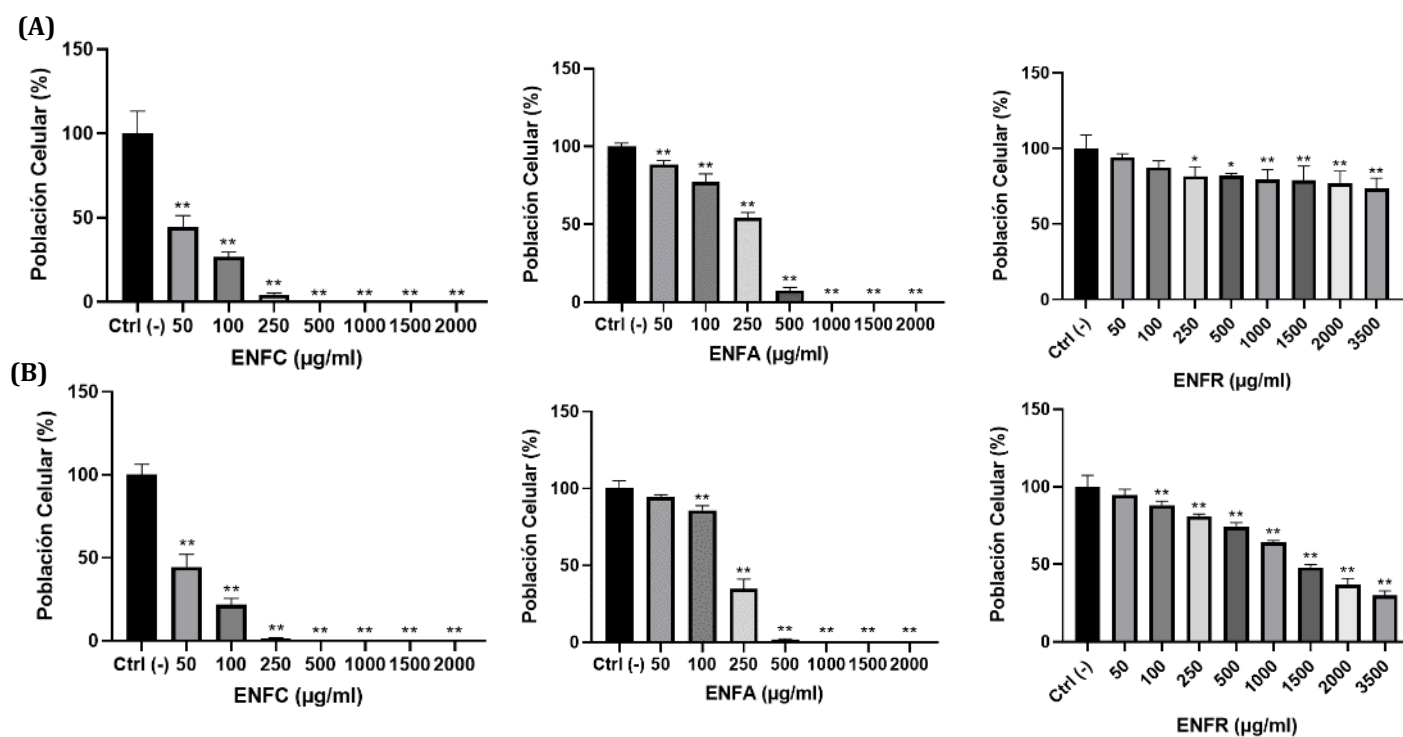 (A)
Población Celular (%)
150
100
50
0
** ** ** ** ** ** **
Ctrl (-) 50 100 250 500 1000 1500 2000
ENFC (µg/ml)
Población Celular (%)
150
100
50
0
** ** ** ** ** ** **
Ctrl (-) 50 100 250 500 1000 1500 2000
ENFA (µg/ml)
Población Celular (%)
150
100
50
0
* * ** ** ** **
Ctrl (-) 50 100 250 500 1000 1500 2000 3500
ENFR (µg/ml)
(B)
Población Celular (%)
150
100
50
0
** ** ** ** ** ** **
Ctrl (-) 50 100 250 500 1000 1500 2000
ENFC (µg/ml)
Población Celular (%)
150
100
50
0
** ** ** ** ** **
Ctrl (-) 50 100 250 500 1000 1500 2000
ENFA (µg/ml)
Población Celular (%)
150
100
50
0
** ** ** ** ** ** **
Ctrl (-) 50 100 250 500 1000 1500 2000 3500
ENFR (µg/ml)